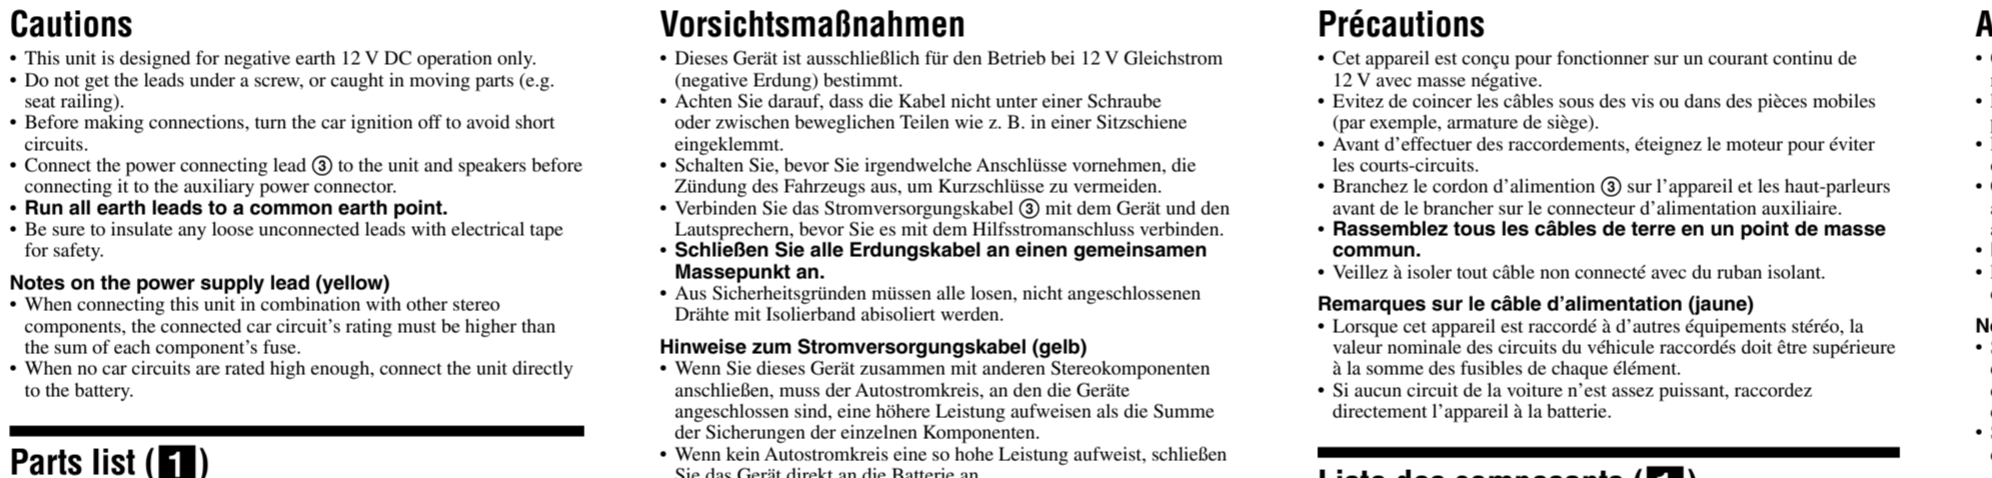 Cautions
• This unit is designed for negative earth 12 V DC operation only.
• Do not get the leads under a screw, or caught in moving parts (e.g.
seat railing).
• Before making connections, turn the car ignition off to avoid short
circuits.
• Connect the power connecting lead ③ to the unit and speakers before
connecting it to the auxiliary power connector.
• Run all earth leads to a common earth point.
• Be sure to insulate any loose unconnected leads with electrical tape
for safety.
Notes on the power supply lead (yellow)
• When connecting this unit in combination with other stereo
components, the connected car circuit's rating must be higher than
the sum of each component's fuse.
• When no car circuits are rated high enough, connect the unit directly
to the battery.
Parts list (1)
Vorsichtsmaßnahmen
• Dieses Gerät ist ausschließlich für den Betrieb bei 12 V Gleichstrom
(negative Erdung) bestimmt.
• Achten Sie darauf, dass die Kabel nicht unter einer Schraube
oder zwischen beweglichen Teilen wie z. B. in einer Sitzschiene
eingeklemmt.
• Schalten Sie, bevor Sie irgendwelche Anschlüsse vornehmen, die
Zündung des Fahrzeugs aus, um Kurzschlüsse zu vermeiden.
• Verbinden Sie das Stromversorgungskabel ③ mit dem Gerät und den
Lautsprechern, bevor Sie es mit dem Hilfsstromanschluss verbinden.
• Schließen Sie alle Erdungskabel an einen gemeinsamen
Massepunkt an.
• Aus Sicherheitsgründen müssen alle losen, nicht angeschlossenen
Drähte mit Isolierband abisoliert werden.
Hinweise zum Stromversorgungskabel (gelb)
• Wenn Sie dieses Gerät zusammen mit anderen Stereokomponenten
anschließen, muss der Autostromkreis, an den die Geräte
angeschlossen sind, eine höhere Leistung aufweisen als die Summe
der Sicherungen der einzelnen Komponenten.
• Wenn kein Autostromkreis eine so hohe Leistung aufweist, schließen
Sie das Gerät direkt an die Batterie an.
Précautions
• Cet appareil est conçu pour fonctionner sur un courant continu de
12 V avec masse négative.
• Evitez de coincer les câbles sous des vis ou dans des pièces mobiles
(par exemple, armature de siège).
• Avant d'effectuer des raccordements, éteignez le moteur pour éviter
les courts-circuits.
• Branchez le cordon d'alimention ③ sur l'appareil et les haut-parleurs
avant de le brancher sur le connecteur d'alimentation auxiliaire.
• Rassemblez tous les câbles de terre en un point de masse
commun.
• Veillez à isoler tout câble non connecté avec du ruban isolant.
Remarques sur le câble d'alimentation (jaune)
• Lorsque cet appareil est raccordé à d'autres équipements stéréo, la
valeur nominale des circuits du véhicule raccordés doit être supérieure
à la somme des fusibles de chaque élément.
• Si aucun circuit de la voiture n'est assez puissant, raccordez
directement l'appareil à la batterie.
Liste des composants (1)